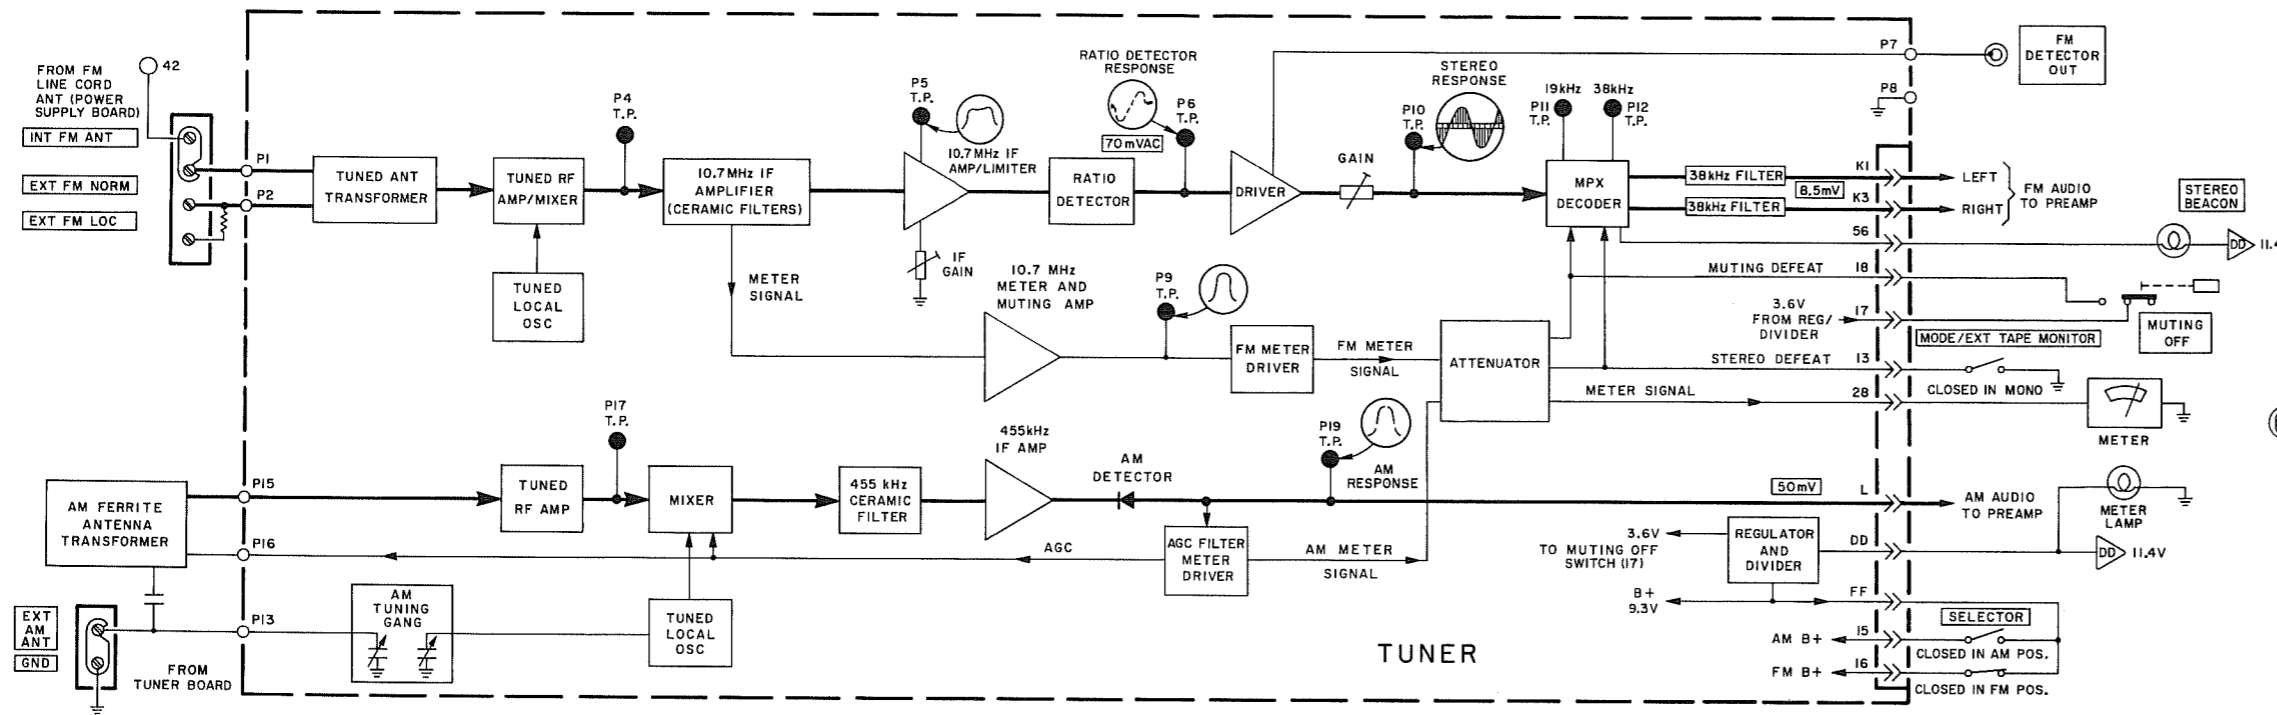 FROM FM
LINE CORD
ANT (POWER
SUPPLY BOARD)
42
INT FM ANT
EXT FM NORM
EXT FM LOC
P1
P2
TUNED ANT
TRANSFORMER
TUNED RF
AMP/MIXER
TUNED
LOCAL
OSC
P4
T.P.
10.7MHz IF
AMPLIFIER
(CERAMIC FILTERS)
METER
SIGNAL
P5
T.P.
10.7MHz IF
AMP/LIMITER
IF
GAIN
RATIO DETECTOR
RESPONSE
70mVAC
P6
T.P.
RATIO
DETECTOR
DRIVER
GAIN
STEREO
RESPONSE
P10
T.P.
19kHz
P11
T.P.
38kHz
P12
T.P.
MPX
DECODER
38kHz FILTER
38kHz FILTER
8.5mV
P7
P8
FM
DETECTOR
OUT
K1
K3
LEFT
RIGHT
FM AUDIO
TO PREAMP
STEREO
BEACON
56
DD
11.4
10.7 MHz
METER AND
MUTING AMP
P9
T.P.
FM METER
DRIVER
FM METER
SIGNAL
ATTENUATOR
MUTING DEFEAT
18
3.6V
FROM REG/
DIVIDER
17
MUTING
OFF
MODE/EXT TAPE MONITOR
STEREO DEFEAT
13
CLOSED IN MONO
METER SIGNAL
28
METER
AM FERRITE
ANTENNA
TRANSFORMER
P15
P16
P13
TUNED
RF AMP
P17
T.P.
MIXER
455 kHz
CERAMIC
FILTER
455kHz
IF AMP
AM
DETECTOR
P19
T.P.
AM
RESPONSE
50mV
L
AM AUDIO
TO PREAMP
METER
LAMP
AGC
AGC FILTER
METER
DRIVER
AM METER
SIGNAL
3.6V
TO MUTING OFF
SWITCH (17)
REGULATOR
AND
DIVIDER
DD
DD
11.4V
B+
9.3V
FF
EXT
AM
ANT
GND
FROM
TUNER BOARD
AM
TUNING
GANG
TUNED
LOCAL
OSC
TUNER
SELECTOR
AM B+
15
CLOSED IN AM POS.
FM B+
16
CLOSED IN FM POS.